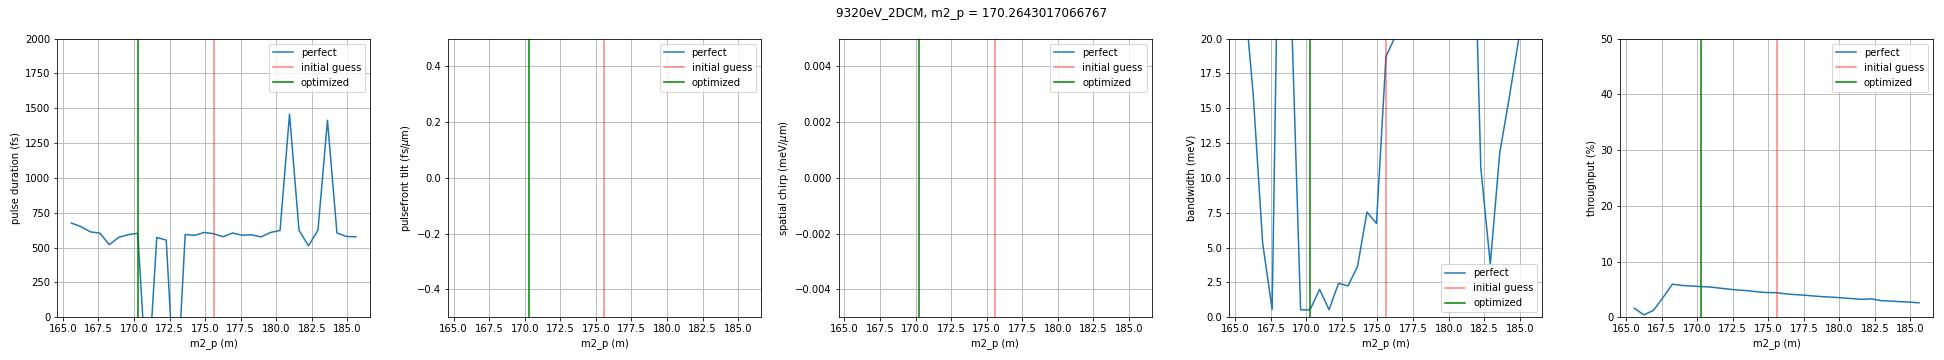 9320eV_2DCM, m2_p = 170.2643017066767
pulse duration (fs)
2000
1750
1500
1250
1000
750
500
250
0
165.0 167.5 170.0 172.5 175.0 177.5 180.0 182.5 185.0
m2_p (m)
perfect
initial guess
optimized
pulsefront tilt (fs/μm)
0.4
0.2
0.0
−0.2
−0.4
165.0 167.5 170.0 172.5 175.0 177.5 180.0 182.5 185.0
m2_p (m)
perfect
initial guess
optimized
spatial chirp (meV/μm)
0.004
0.002
0.000
−0.002
−0.004
165.0 167.5 170.0 172.5 175.0 177.5 180.0 182.5 185.0
m2_p (m)
perfect
initial guess
optimized
bandwidth (meV)
20.0
17.5
15.0
12.5
10.0
7.5
5.0
2.5
0.0
165.0 167.5 170.0 172.5 175.0 177.5 180.0 182.5 185.0
m2_p (m)
perfect
initial guess
optimized
throughput (%)
50
40
30
20
10
0
165.0 167.5 170.0 172.5 175.0 177.5 180.0 182.5 185.0
m2_p (m)
perfect
initial guess
optimized